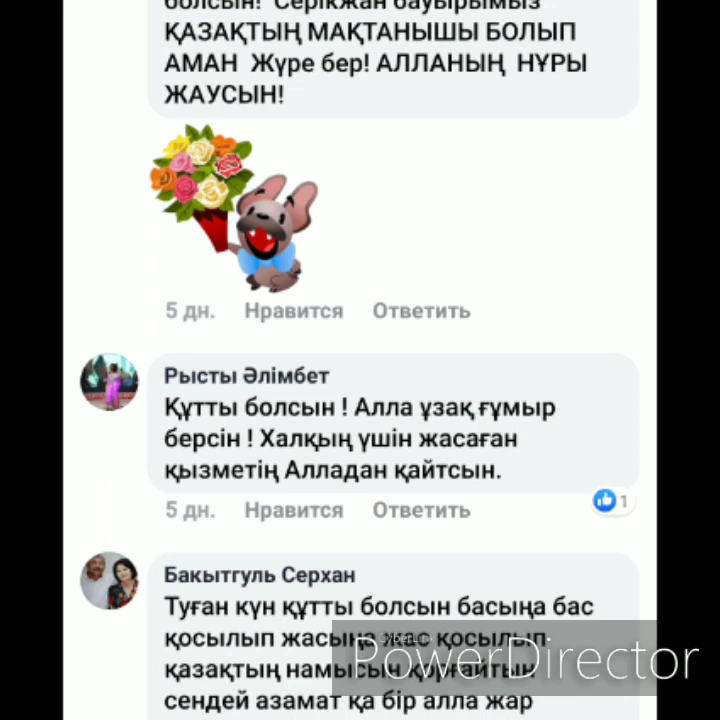 болсын! Серікжан бауырымыз
ҚАЗАҚТЫҢ МАҚТАНЫШЫ БОЛЫП
АМАН Жүре бер! АЛЛАНЫҢ НҰРЫ
ЖАУСЫН!
5 дн. Нравится Ответить
Рысты Әлімбет
Құтты болсын ! Алла ұзақ ғұмыр
берсін ! Халқың үшін жасаған
қызметің Алладан қайтсын.
5 дн. Нравится Ответить
1
Бакытгуль Серхан
Туған күн құтты болсын басыңа бас
қосылып жасыңа жас қосылып
қазақтың намысын қорғайтын
сендей азамат қа бір алла жар
PowerDirector